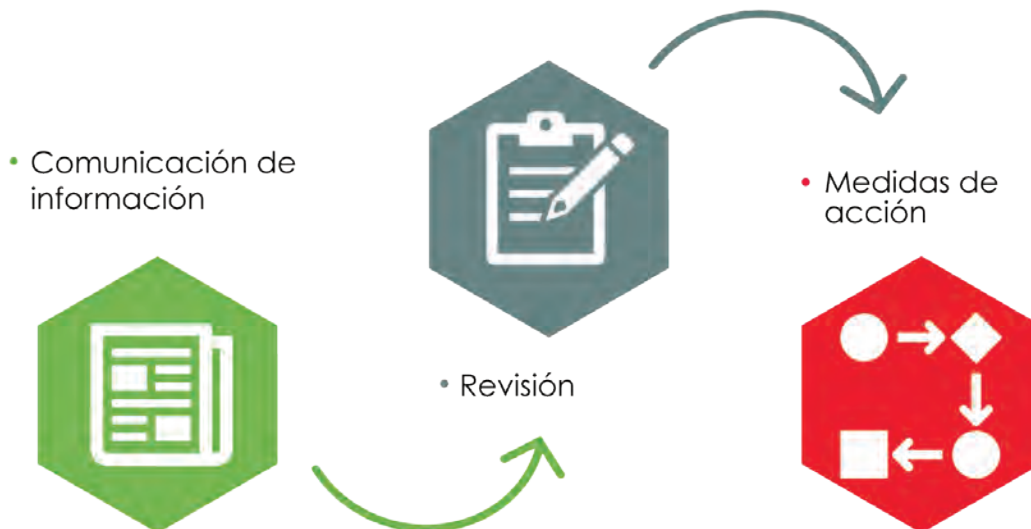 • Comunicación de
información
• Revisión
• Medidas de
acción